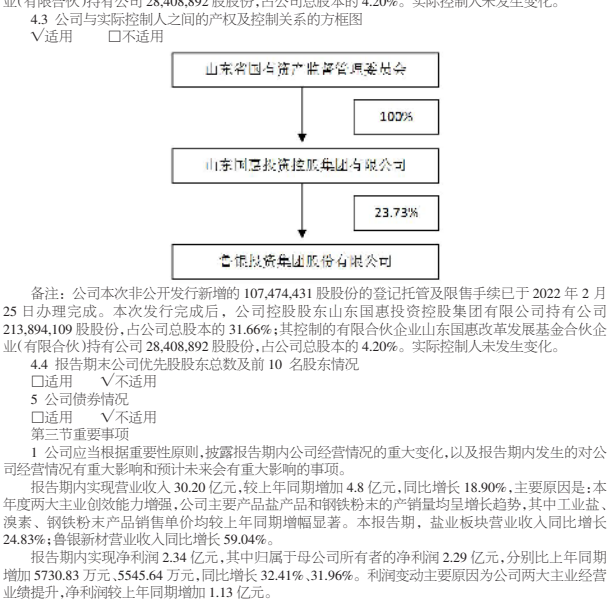 业(有限合伙)持有公司 28,408,892 股股份,占公司总股本的 4.20%。实际控制人未发生变化。
4.3 公司与实际控制人之间的产权及控制关系的方框图
√适用 □不适用
山东省国有资产监督管理委员会
100%
山东国惠投资控股集团有限公司
23.73%
鲁银投资集团股份有限公司
备注：公司本次非公开发行新增的 107,474,431 股股份的登记托管及限售手续已于 2022 年 2 月
25 日办理完成。本次发行完成后，公司控股股东山东国惠投资控股集团有限公司持有公司
213,894,109 股股份,占公司总股本的 31.66%;其控制的有限合伙企业山东国惠改革发展基金合伙企
业(有限合伙)持有公司 28,408,892 股股份,占公司总股本的 4.20%。实际控制人未发生变化。
4.4 报告期末公司优先股股东总数及前 10 名股东情况
□适用 √不适用
5 公司债券情况
□适用 √不适用
第三节重要事项
1 公司应当根据重要性原则,披露报告期内公司经营情况的重大变化,以及报告期内发生的对公
司经营情况有重大影响和预计未来会有重大影响的事项。
报告期内实现营业收入 30.20 亿元,较上年同期增加 4.8 亿元,同比增长 18.90%,主要原因是:本
年度两大主业创效能力增强,公司主要产品盐产品和钢铁粉末的产销量均呈增长趋势,其中工业盐、
溴素、钢铁粉末产品销售单价均较上年同期增幅显著。本报告期，盐业板块营业收入同比增长
24.83%;鲁银新材营业收入同比增长 59.04%。
报告期内实现净利润 2.34 亿元,其中归属于母公司所有者的净利润 2.29 亿元,分别比上年同期
增加 5730.83 万元、5545.64 万元,同比增长 32.41%、31.96%。利润变动主要原因为公司两大主业经营
业绩提升,净利润较上年同期增加 1.13 亿元。